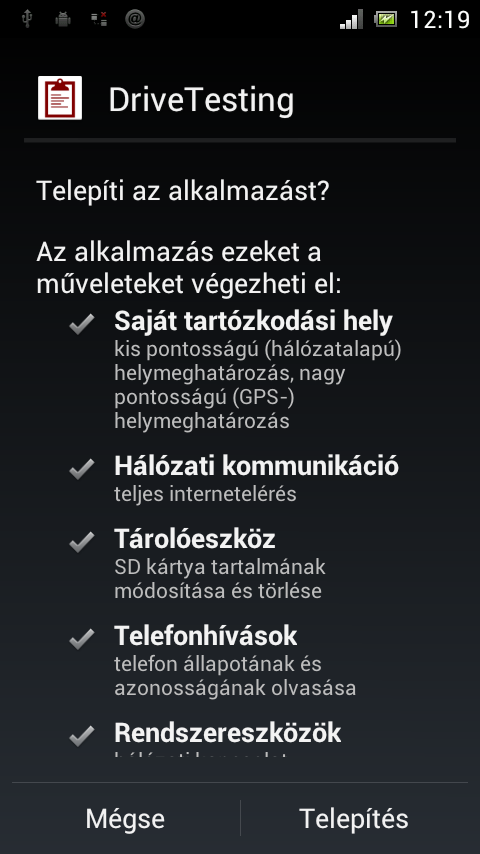 12:19
DriveTesting
Telepíti az alkalmazást?
Az alkalmazás ezeket a
műveleteket végezheti el:
Saját tartózkodási hely
kis pontosságú (hálózatalapú)
helymeghatározás, nagy
pontosságú (GPS-)
helymeghatározás
Hálózati kommunikáció
teljes internetelérés
Tárolóeszköz
SD kártya tartalmának
módosítása és törlése
Telefonhívások
telefon állapotának és
azonosságának olvasása
Rendszereszközök
Mégse
Telepítés